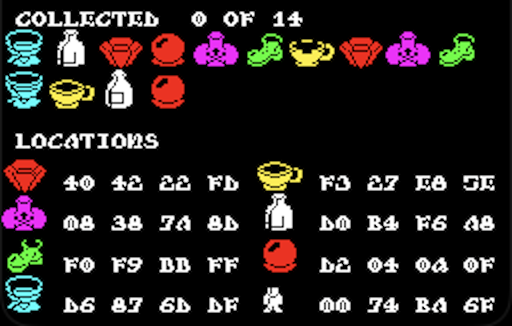 COLLECTED 0 OF 14
LOCATIONS
40 42 22 FD F3 27 E8 5E
08 38 7A 8D D0 B4 F6 A8
F0 F9 BB FF D2 04 0A 0F
D6 87 6D DF 00 74 BA 6F